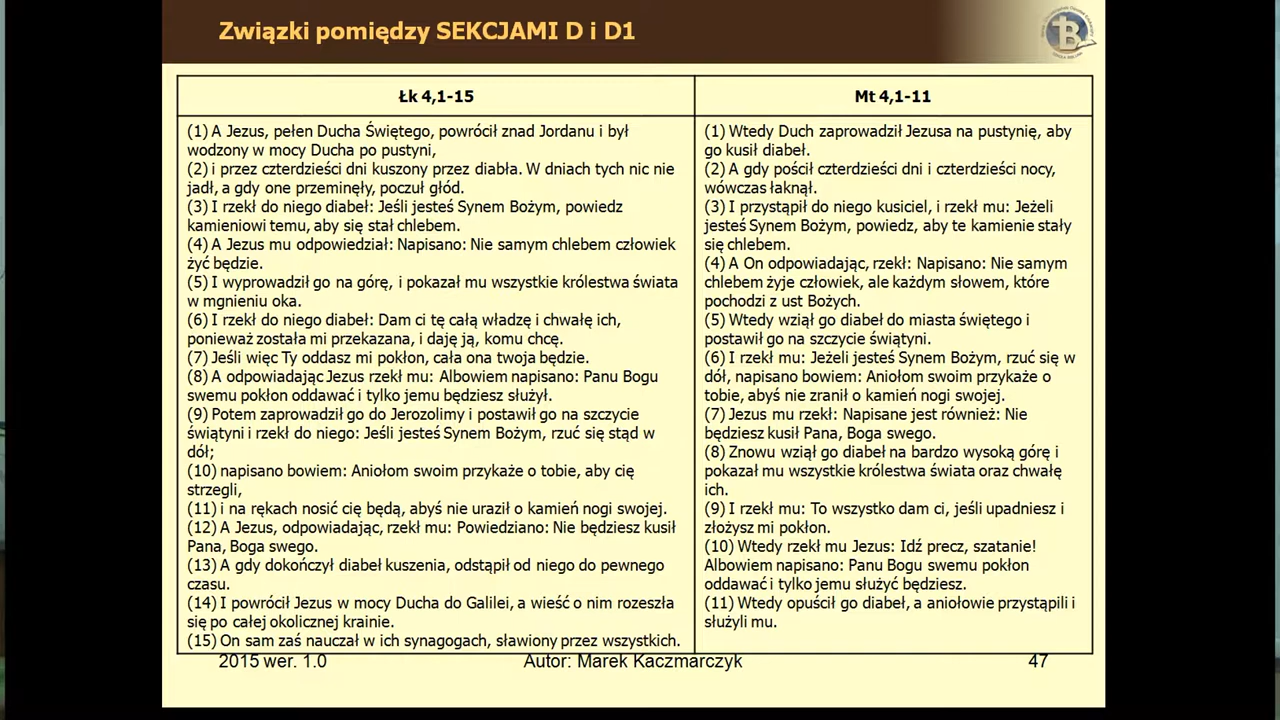 Związki pomiędzy SEKCJAMI D i D1
Łk 4,1-15
(1) A Jezus, pełen Ducha Świętego, powrócił znad Jordanu i był
wodzony w mocy Ducha po pustyni,
(2) i przez czterdzieści dni kuszony przez diabła. W dniach tych nic nie
jadł, a gdy one przeminęły, poczuł głód.
(3) I rzekł do niego diabeł: Jeśli jesteś Synem Bożym, powiedz
kamieniowi temu, aby się stał chlebem.
(4) A Jezus mu odpowiedział: Napisano: Nie samym chlebem człowiek
żyć będzie.
(5) I wyprowadził go na górę, i pokazał mu wszystkie królestwa świata
w mgnieniu oka.
(6) I rzekł do niego diabeł: Dam ci tę całą władzę i chwałę ich,
ponieważ została mi przekazana, i daję ją, komu chcę.
(7) Jeśli więc Ty oddasz mi pokłon, cała ona twoja będzie.
(8) A odpowiadając Jezus rzekł mu: Albowiem napisano: Panu Bogu
swemu pokłon oddawać i tylko jemu będziesz służył.
(9) Potem zaprowadził go do Jerozolimy i postawił go na szczycie
świątyni i rzekł do niego: Jeśli jesteś Synem Bożym, rzuć się stąd w
dół;
(10) napisano bowiem: Aniołom swoim przykaże o tobie, aby cię
strzegli,
(11) i na rękach nosić cię będą, abyś nie uraził o kamień nogi swojej.
(12) A Jezus, odpowiadając, rzekł mu: Powiedziano: Nie będziesz kusił
Pana, Boga swego.
(13) A gdy dokończył diabeł kuszenia, odstąpił od niego do pewnego
czasu.
(14) I powrócił Jezus w mocy Ducha do Galilei, a wieść o nim rozeszła
się po całej okolicznej krainie.
(15) On sam zaś nauczał w ich synagogach, sławiony przez wszystkich.
Mt 4,1-11
(1) Wtedy Duch zaprowadził Jezusa na pustynię, aby
go kusił diabeł.
(2) A gdy pościł czterdzieści dni i czterdzieści nocy,
wówczas łaknął.
(3) I przystąpił do niego kusiciel, i rzekł mu: Jeżeli
jesteś Synem Bożym, powiedz, aby te kamienie stały
się chlebem.
(4) A On odpowiadając, rzekł: Napisano: Nie samym
chlebem żyje człowiek, ale każdym słowem, które
pochodzi z ust Bożych.
(5) Wtedy wziął go diabeł do miasta świętego i
postawił go na szczycie świątyni.
(6) I rzekł mu: Jeżeli jesteś Synem Bożym, rzuć się w
dół, napisano bowiem: Aniołom swoim przykaże o
tobie, abyś nie zranił o kamień nogi swojej.
(7) Jezus mu rzekł: Napisane jest również: Nie
będziesz kusił Pana, Boga swego.
(8) Znowu wziął go diabeł na bardzo wysoką górę i
pokazał mu wszystkie królestwa świata oraz chwałę
ich.
(9) I rzekł mu: To wszystko dam ci, jeśli upadniesz i
złożysz mi pokłon.
(10) Wtedy rzekł mu Jezus: Idź precz, szatanie!
Albowiem napisano: Panu Bogu swemu pokłon
oddawać i tylko jemu służyć będziesz.
(11) Wtedy opuścił go diabeł, a aniołowie przystąpili i
służyli mu.
2015 wer. 1.0
Autor: Marek Kaczmarczyk
47